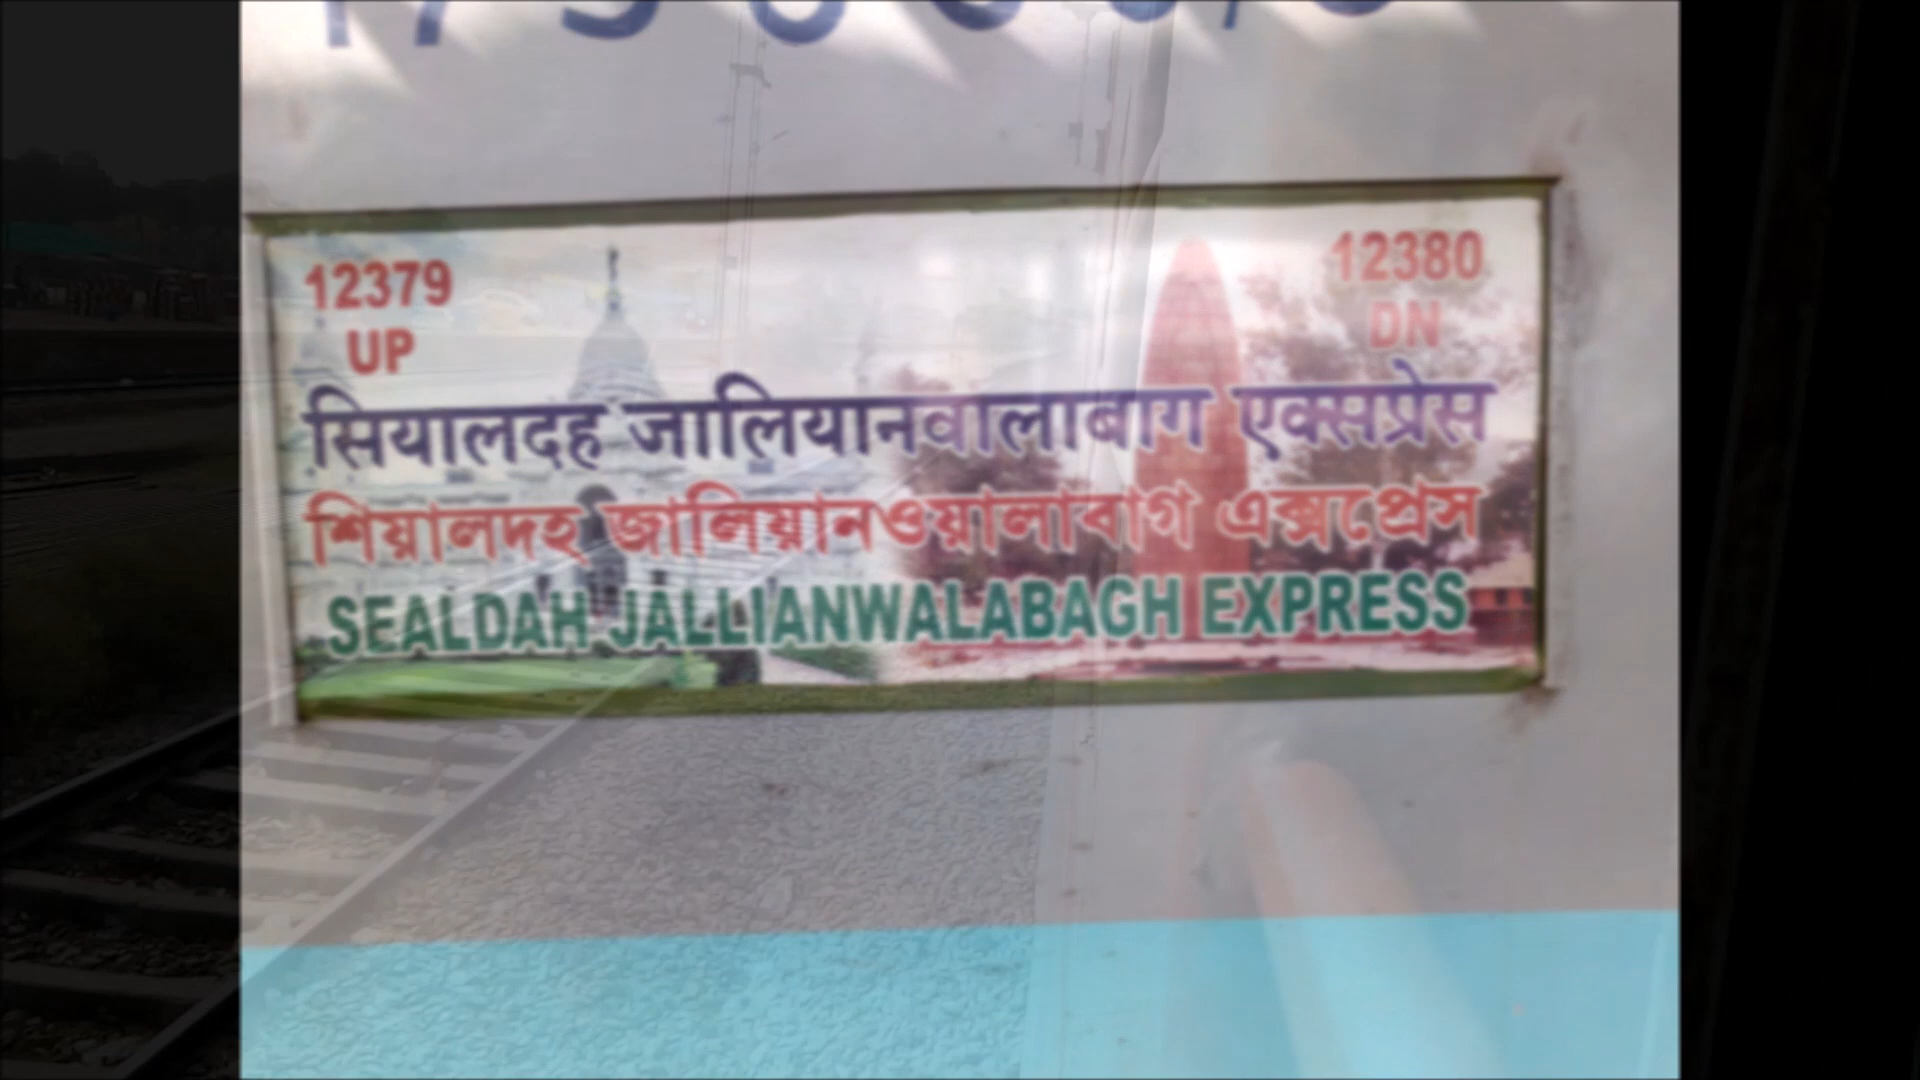 12379
UP
12380
DN
सियालदह जालियानवालाबाग एक्सप्रेस
শিয়ালদহ জালিয়ানওয়ালাবাগ এক্সপ্রেস
SEALDAH JALLIANWALABAGH EXPRESS